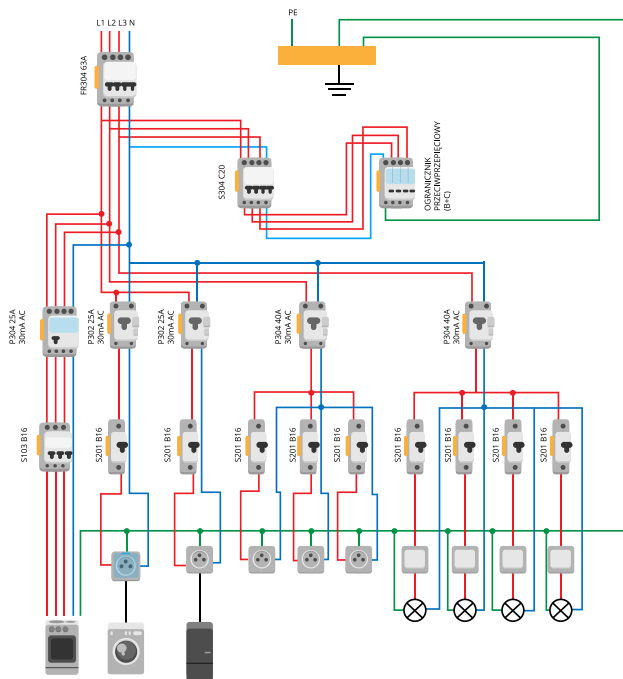 PE
L1 L2 L3 N
FR304 63A
S304 C20
OGRANICZNIK
PRZECIWPRZEPIĘCIOWY
(B+C)
P304 25A
30mA AC
P302 25A
30mA AC
P302 25A
30mA AC
P304 40A
30mA AC
P304 40A
30mA AC
S103 B16
S201 B16
S201 B16
S201 B16
S201 B16
S201 B16
S201 B16
S201 B16
S201 B16
S201 B16